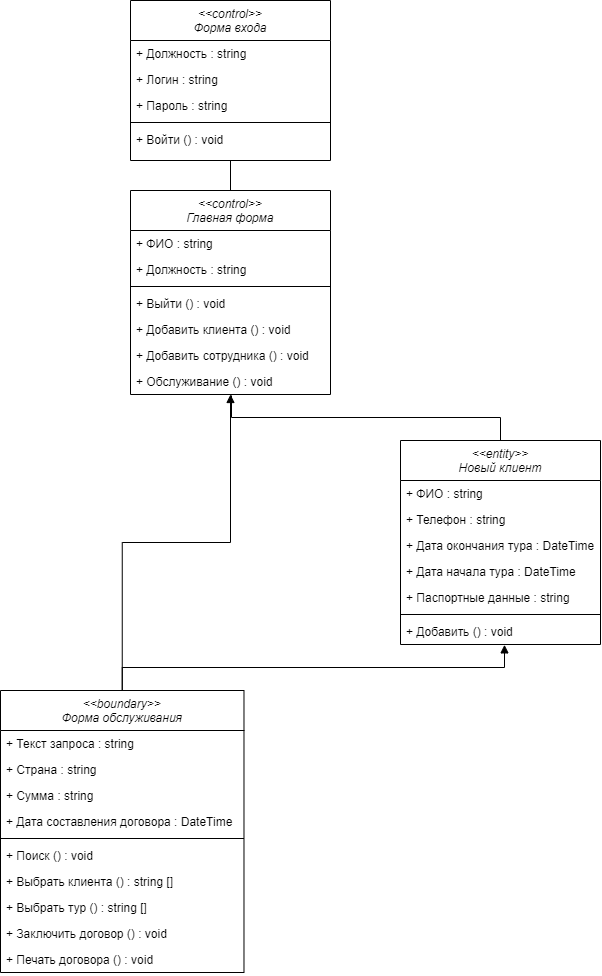 <<control>>
Форма входа
+ Должность : string
+ Логин : string
+ Пароль : string
+ Войти () : void
<<control>>
Главная форма
+ ФИО : string
+ Должность : string
+ Выйти () : void
+ Добавить клиента () : void
+ Добавить сотрудника () : void
+ Обслуживание () : void
<<entity>>
Новый клиент
+ ФИО : string
+ Телефон : string
+ Дата окончания тура : DateTime
+ Дата начала тура : DateTime
+ Паспортные данные : string
+ Добавить () : void
<<boundary>>
Форма обслуживания
+ Текст запроса : string
+ Страна : string
+ Сумма : string
+ Дата составления договора : DateTime
+ Поиск () : void
+ Выбрать клиента () : string []
+ Выбрать тур () : string []
+ Заключить договор () : void
+ Печать договора () : void